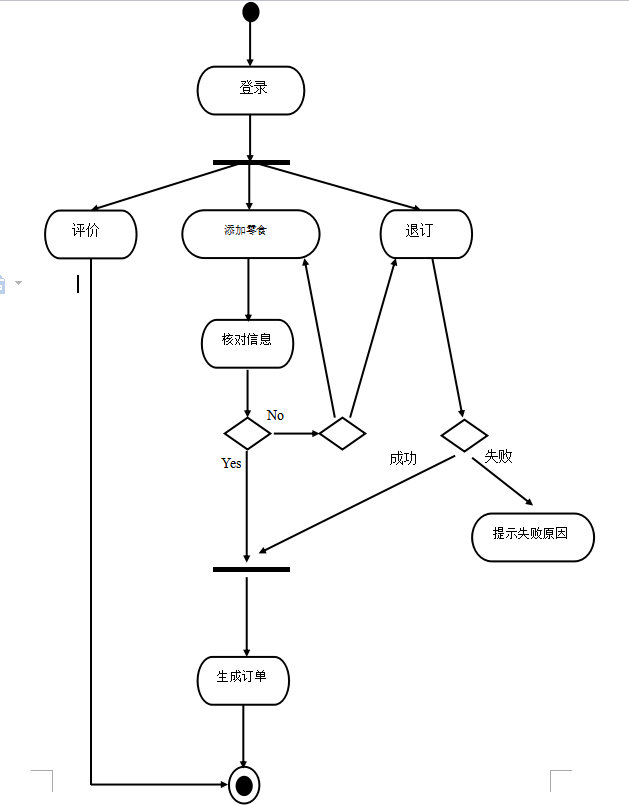 登录
评价
添加零食
退订
核对信息
No
Yes
成功
失败
提示失败原因
生成订单